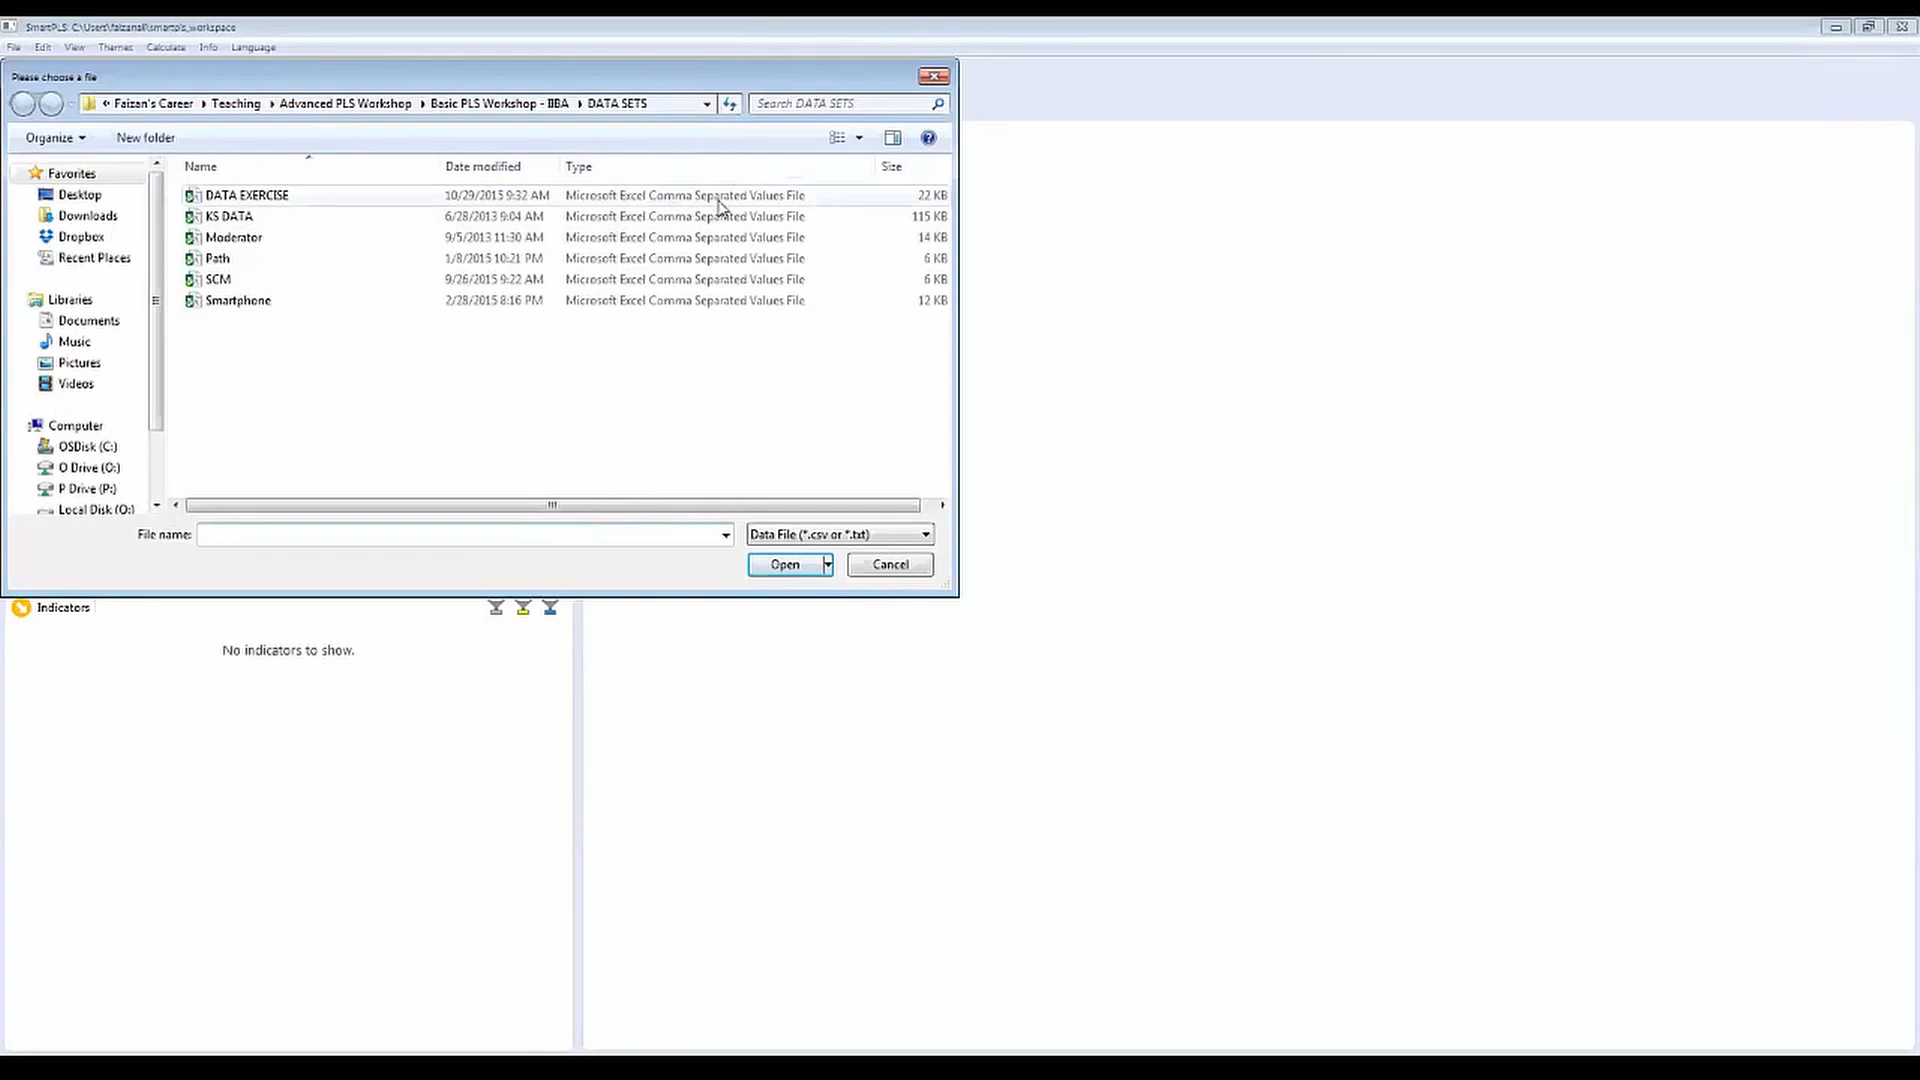 SmartPLS: C:\Users\faizanali\smartpls_workspace
File Edit View Themes Calculate Info Language
Please choose a file
« Faizan's Career Teaching Advanced PLS Workshop Basic PLS Workshop - IBA DATA SETS Search DATA SETS
Organize New folder
Name Date modified Type Size
Favorites
Desktop
Downloads
Dropbox
Recent Places
Libraries
Documents
Music
Pictures
Videos
Computer
OSDisk (C:)
O Drive (O:)
P Drive (P:)
Local Disk (Q:)
DATA EXERCISE 10/29/2015 9:32 AM Microsoft Excel Comma Separated Values File 22 KB
KS DATA 6/28/2013 9:04 AM Microsoft Excel Comma Separated Values File 115 KB
Moderator 9/5/2013 11:30 AM Microsoft Excel Comma Separated Values File 14 KB
Path 1/8/2015 10:21 PM Microsoft Excel Comma Separated Values File 6 KB
SCM 9/26/2015 9:22 AM Microsoft Excel Comma Separated Values File 6 KB
Smartphone 2/28/2015 8:16 PM Microsoft Excel Comma Separated Values File 12 KB
File name: Data File (*.csv or *.txt)
Open Cancel
Indicators
No indicators to show.